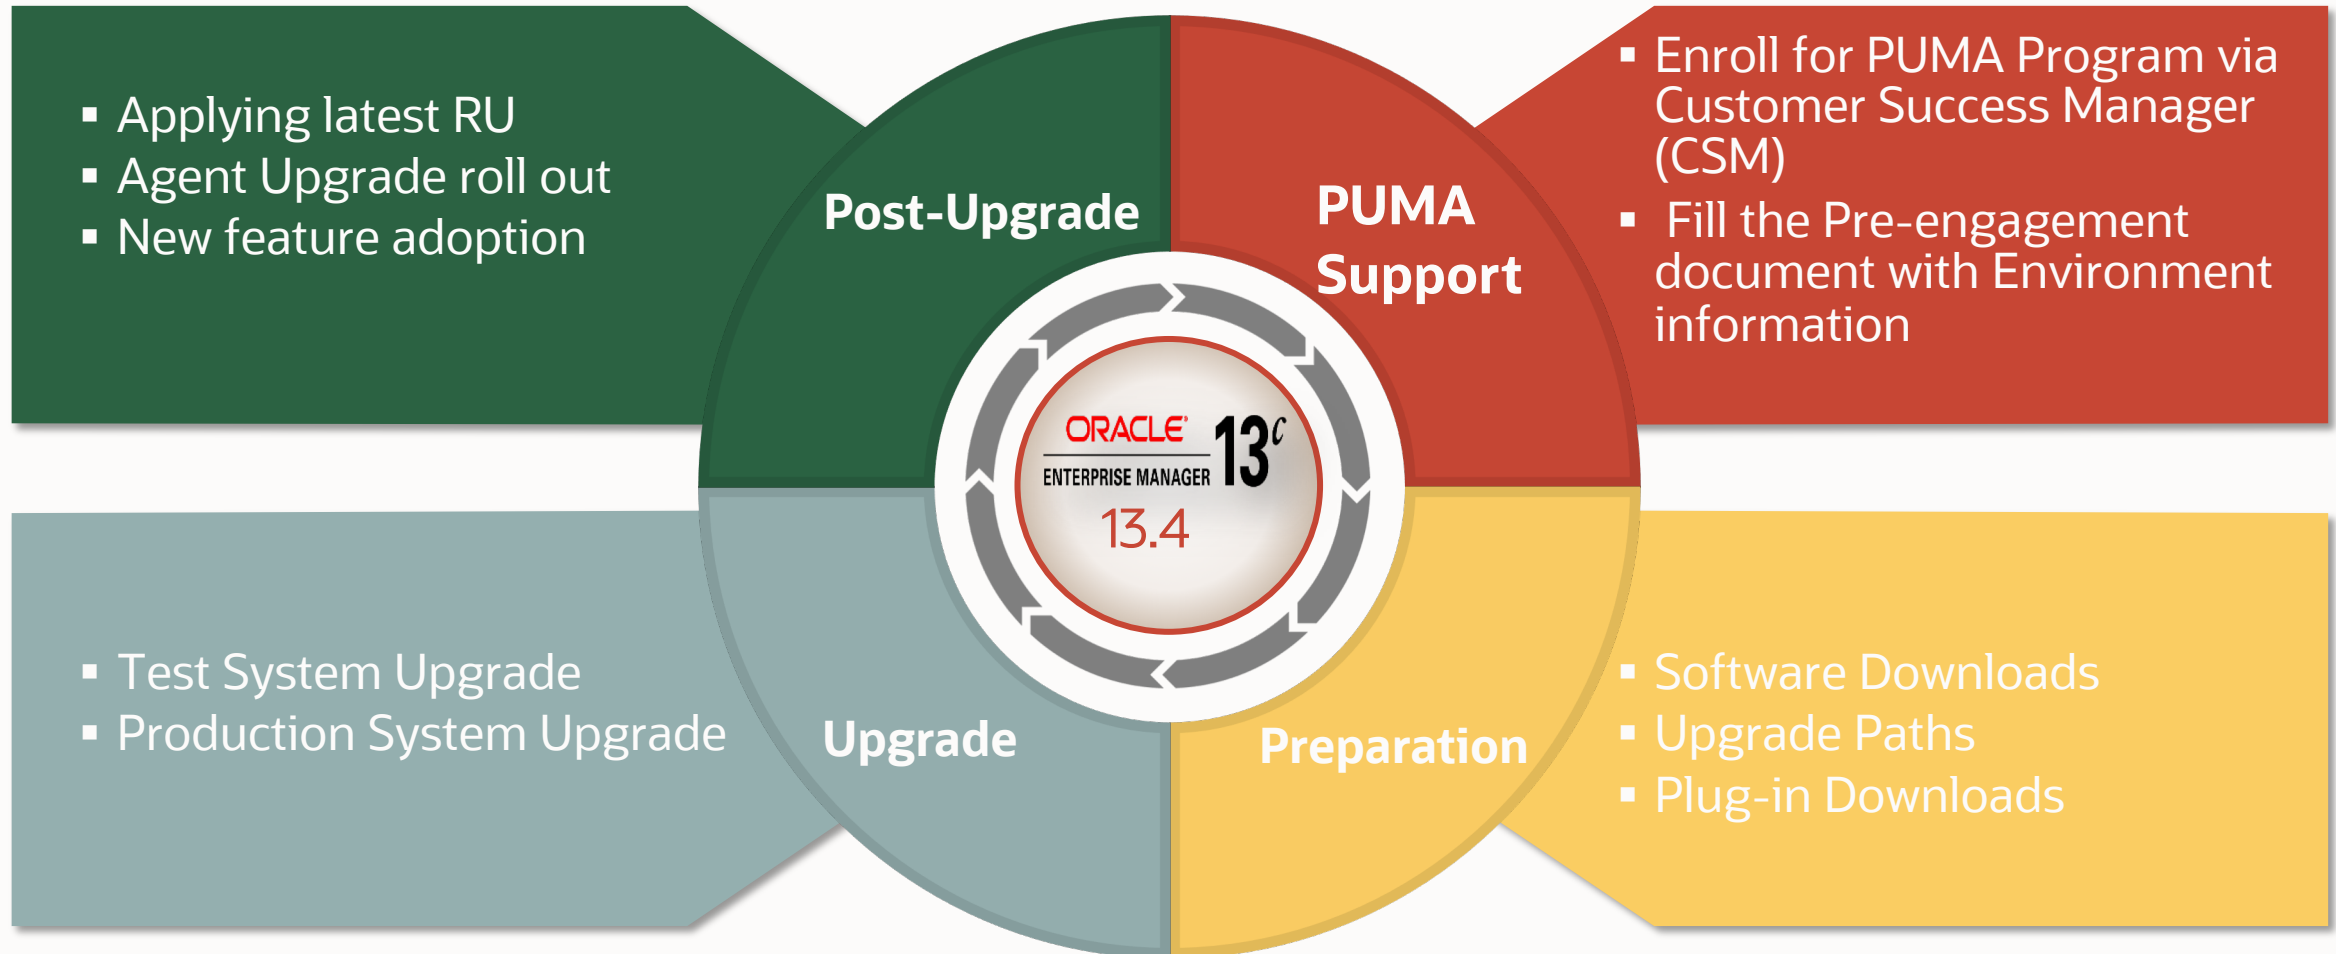 ▪ Applying latest RU
▪ Agent Upgrade roll out
▪ New feature adoption
Post-Upgrade
PUMA
Support
▪ Enroll for PUMA Program via
Customer Success Manager
(CSM)
▪ Fill the Pre-engagement
document with Environment
information
ORACLE
ENTERPRISE MANAGER
13c
13.4
▪ Test System Upgrade
▪ Production System Upgrade
Upgrade
Preparation
▪ Software Downloads
▪ Upgrade Paths
▪ Plug-in Downloads